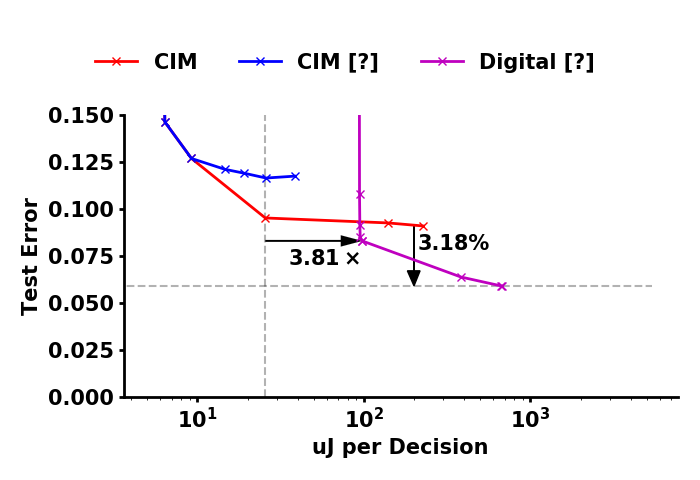 CIM CIM [?] Digital [?]
0.150
0.125
0.100
0.075
0.050
0.025
0.000
Test Error
3.81 ×
3.18%
10¹ 10² 10³
uJ per Decision